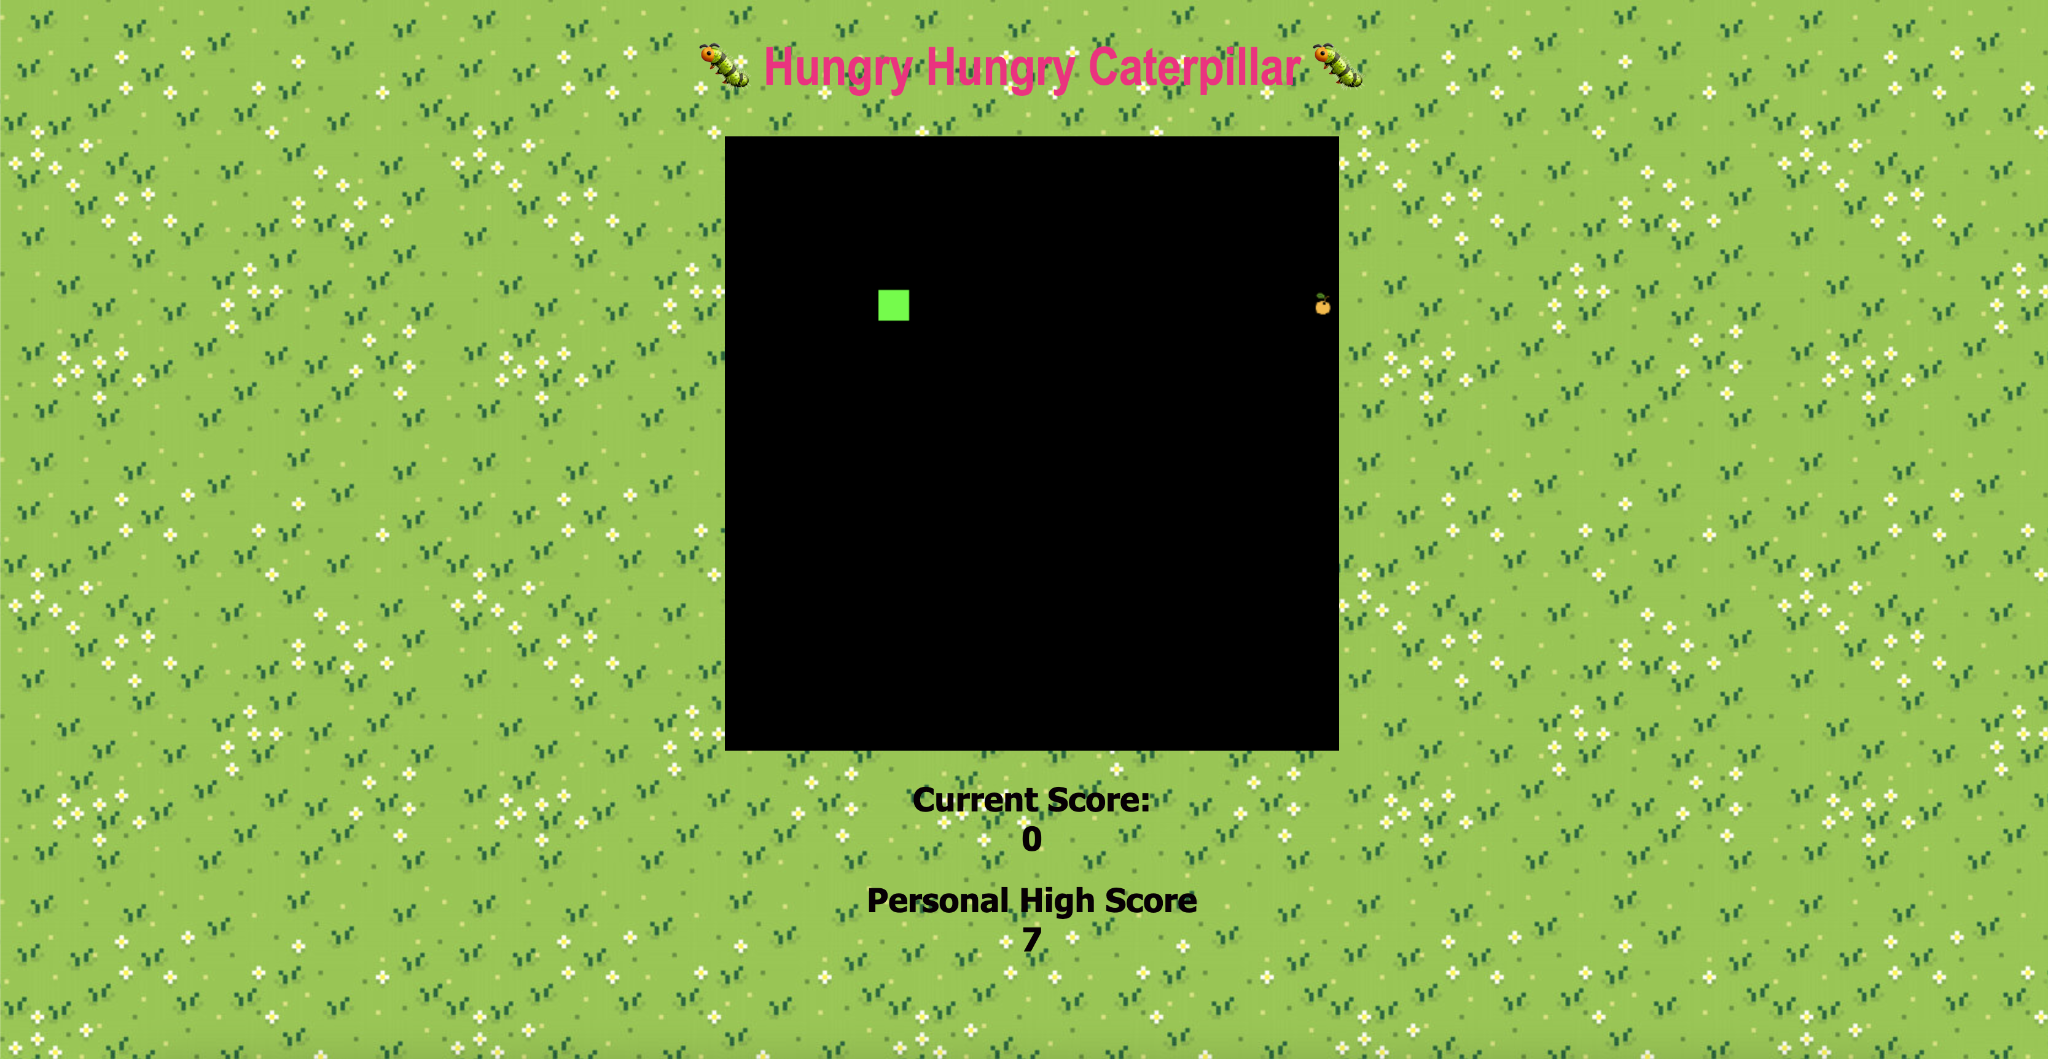 Hungry Hungry Caterpillar
Current Score:
0
Personal High Score
7